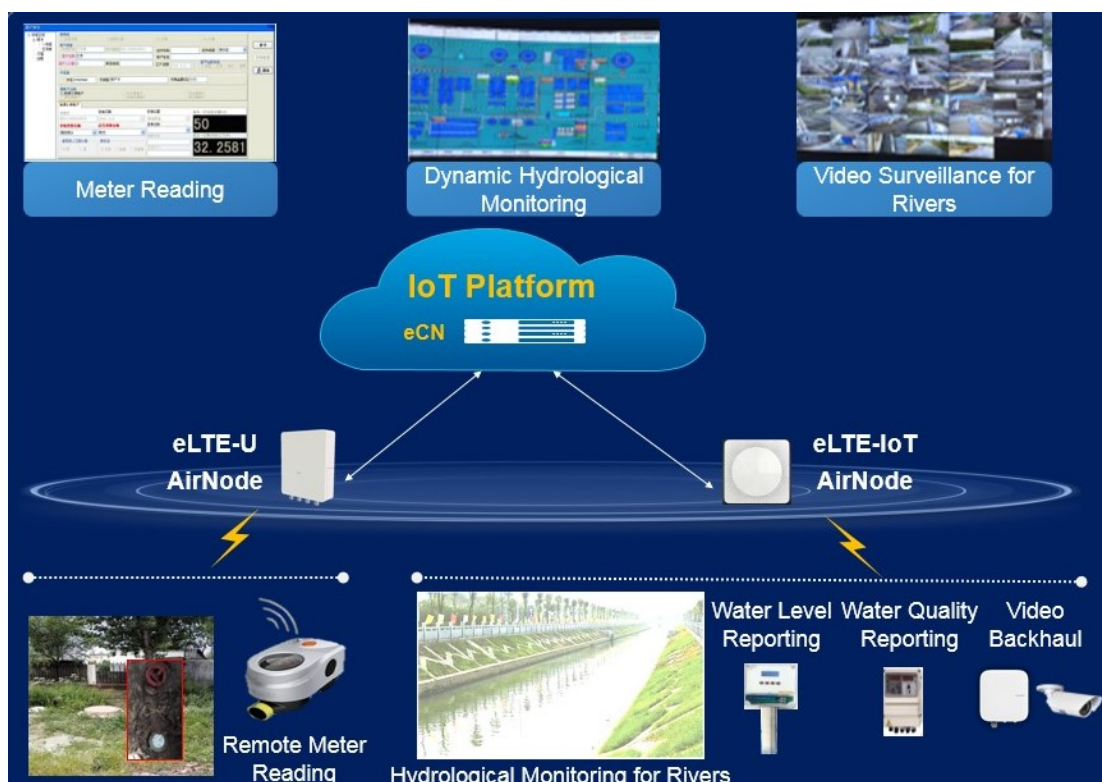 50
32.2581
Meter Reading
Dynamic Hydrological
Monitoring
Video Surveillance for
Rivers
IoT Platform
eCN
eLTE-U
AirNode
eLTE-IoT
AirNode
Remote Meter
Reading
Hydrological Monitoring for Rivers
Water Level
Reporting
Water Quality
Reporting
Video
Backhaul